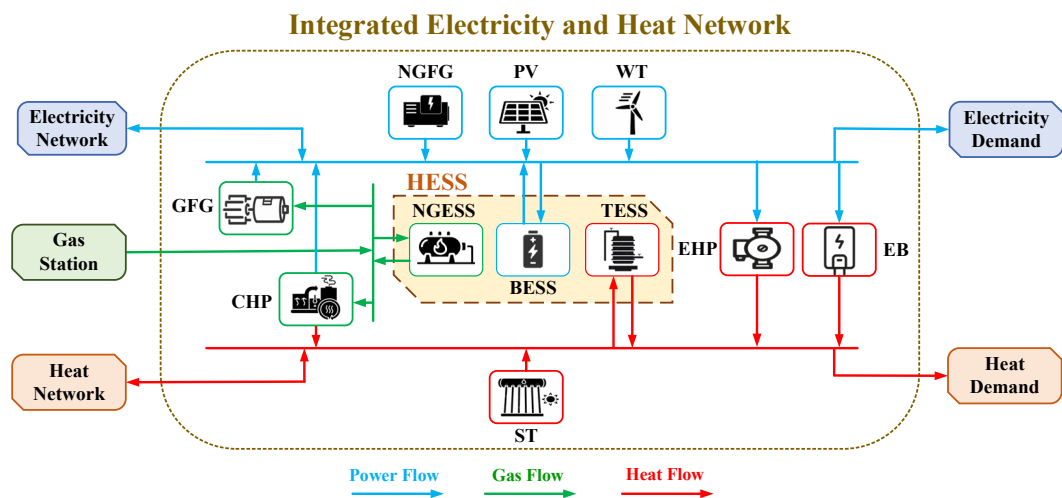 Integrated Electricity and Heat Network
NGFG
PV
WT
Electricity
Network
Electricity
Demand
HESS
GFG
NGESS
TESS
Gas
Station
EHP
EB
BESS
CHP
Heat
Network
Heat
Demand
ST
Power Flow
Gas Flow
Heat Flow